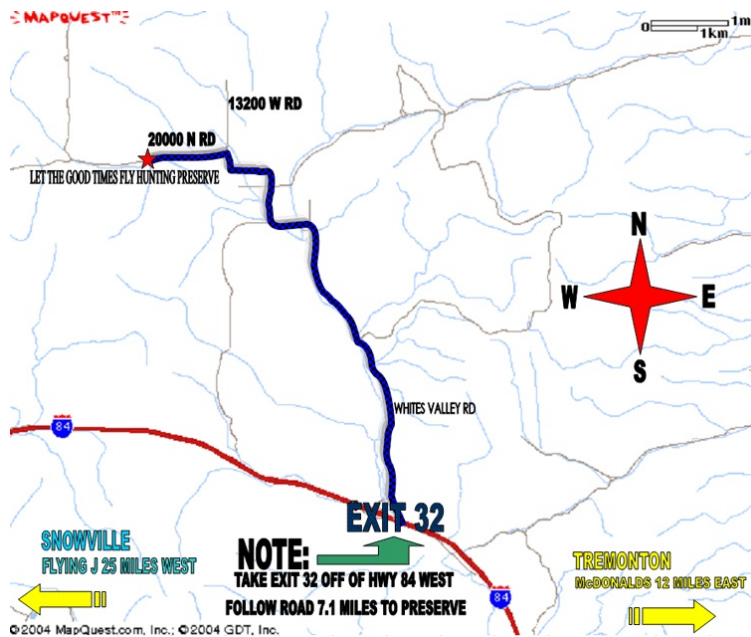 MAPQUEST™
0 1m
1km
13200 W RD
20000 N RD
LET THE GOOD TIMES FLY HUNTING PRESERVE
N
W E
S
WHITES VALLEY RD
84
EXIT 32
SNOWVILLE
FLYING J 25 MILES WEST
NOTE:
TAKE EXIT 32 OFF OF HWY 84 WEST
FOLLOW ROAD 7.1 MILES TO PRESERVE
TREMONTON
McDONALDS 12 MILES EAST
84
©2004 MapQuest.com, Inc.; ©2004 GDT, Inc.